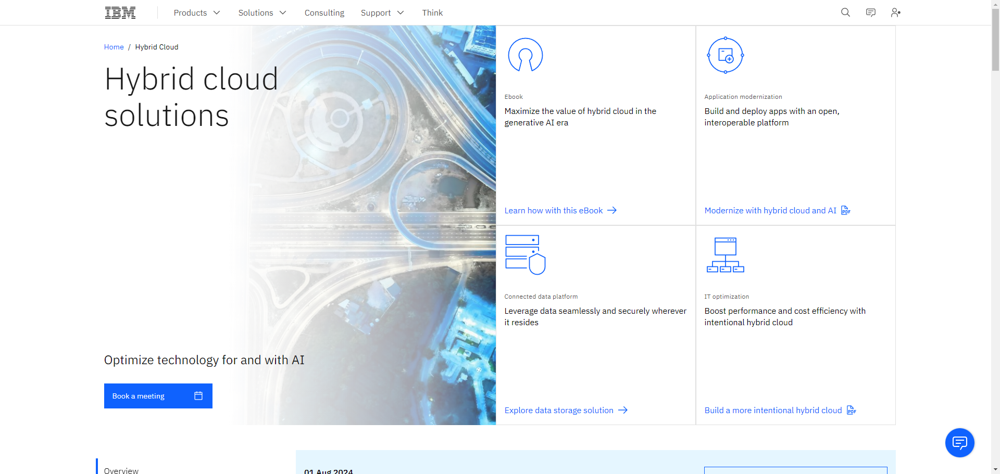 IBM
Products
Solutions
Consulting
Support
Think
Home / Hybrid Cloud
Hybrid cloud
solutions
Optimize technology for and with AI
Book a meeting
Ebook
Maximize the value of hybrid cloud in the
generative AI era
Learn how with this eBook
Application modernization
Build and deploy apps with an open,
interoperable platform
Modernize with hybrid cloud and AI
PDF
Connected data platform
Leverage data seamlessly and securely wherever
it resides
Explore data storage solution
IT optimization
Boost performance and cost efficiency with
intentional hybrid cloud
Build a more intentional hybrid cloud
PDF
Overview
01 Aug 2024